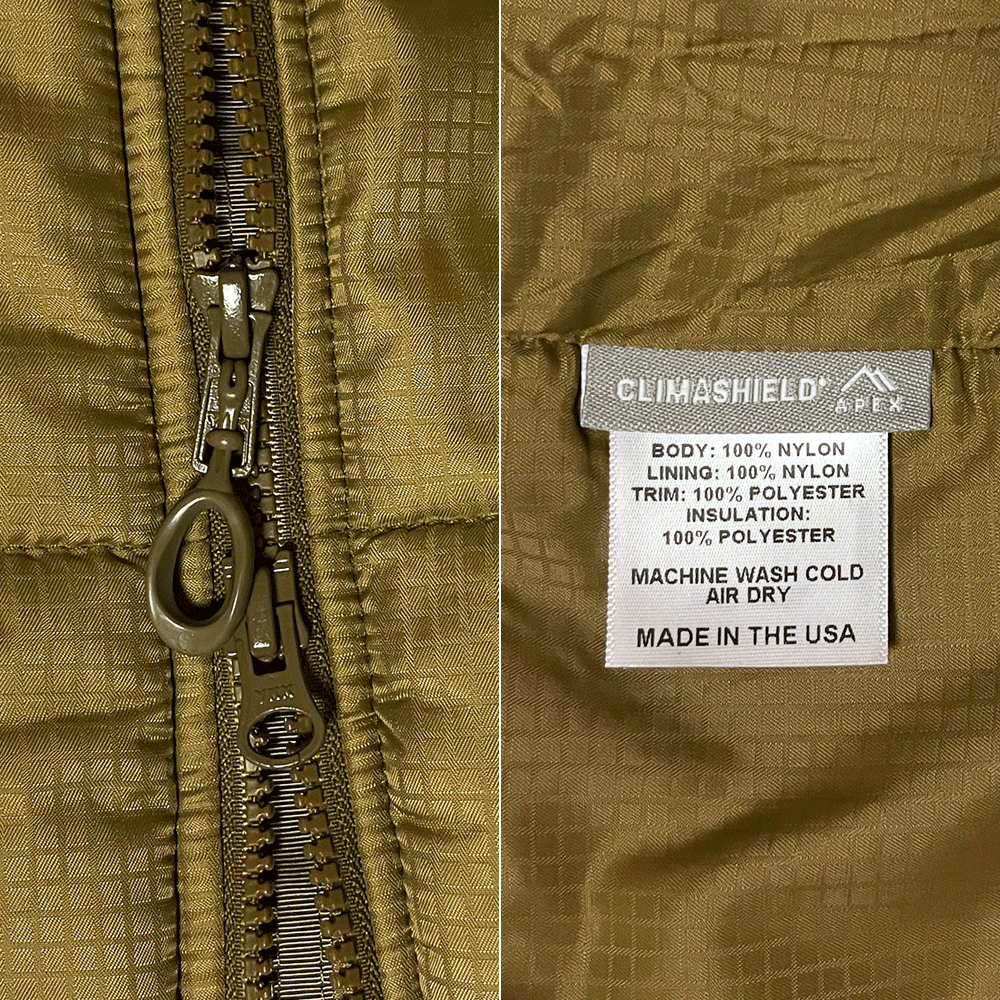 YKK
CLIMASHIELD®
APEX
BODY: 100% NYLON
LINING: 100% NYLON
TRIM: 100% POLYESTER
INSULATION:
100% POLYESTER
MACHINE WASH COLD
AIR DRY
MADE IN THE USA